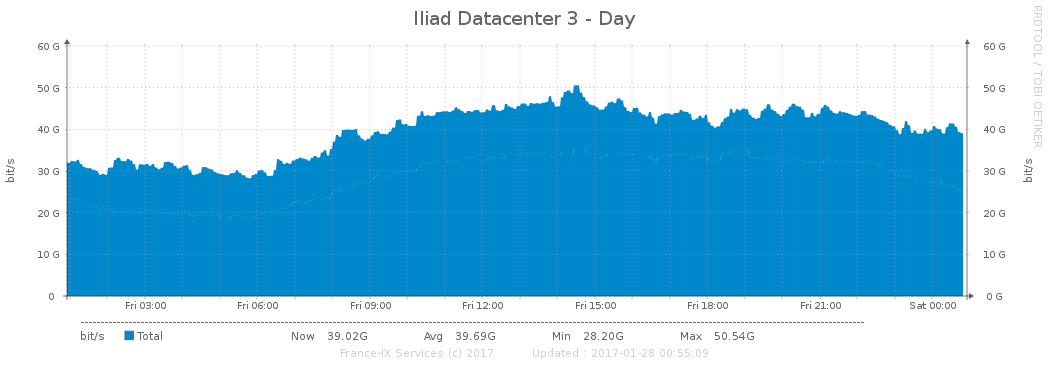 Iliad Datacenter 3 - Day
RRDTOOL / TOBI OETIKER
60 G 60 G
50 G 50 G
40 G 40 G
30 G 30 G
20 G 20 G
10 G 10 G
0 0 G
bit/s bit/s
Fri 03:00 Fri 06:00 Fri 09:00 Fri 12:00 Fri 15:00 Fri 18:00 Fri 21:00 Sat 00:00
bit/s Total Now 39.02G Avg 39.69G Min 28.20G Max 50.54G
France-IX Services (c) 2017 Updated : 2017-01-28 00:55:09